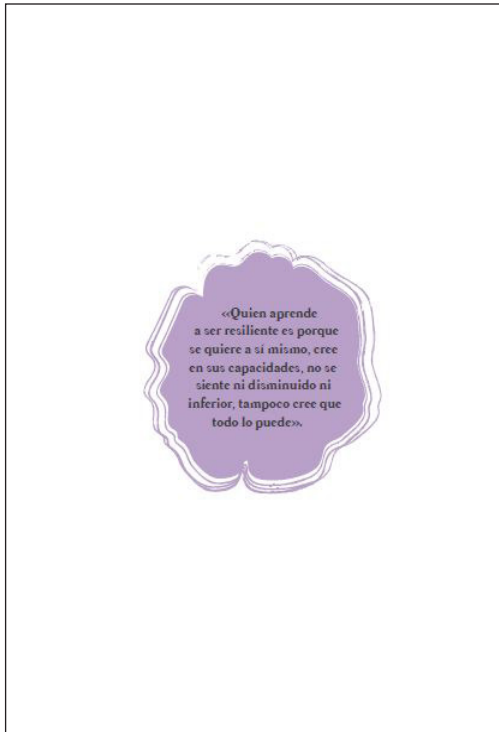 «Quien aprende
a ser resiliente es porque
se quiere a sí mismo, cree
en sus capacidades, no se
siente ni disminuido ni
inferior, tampoco cree que
todo lo puede».